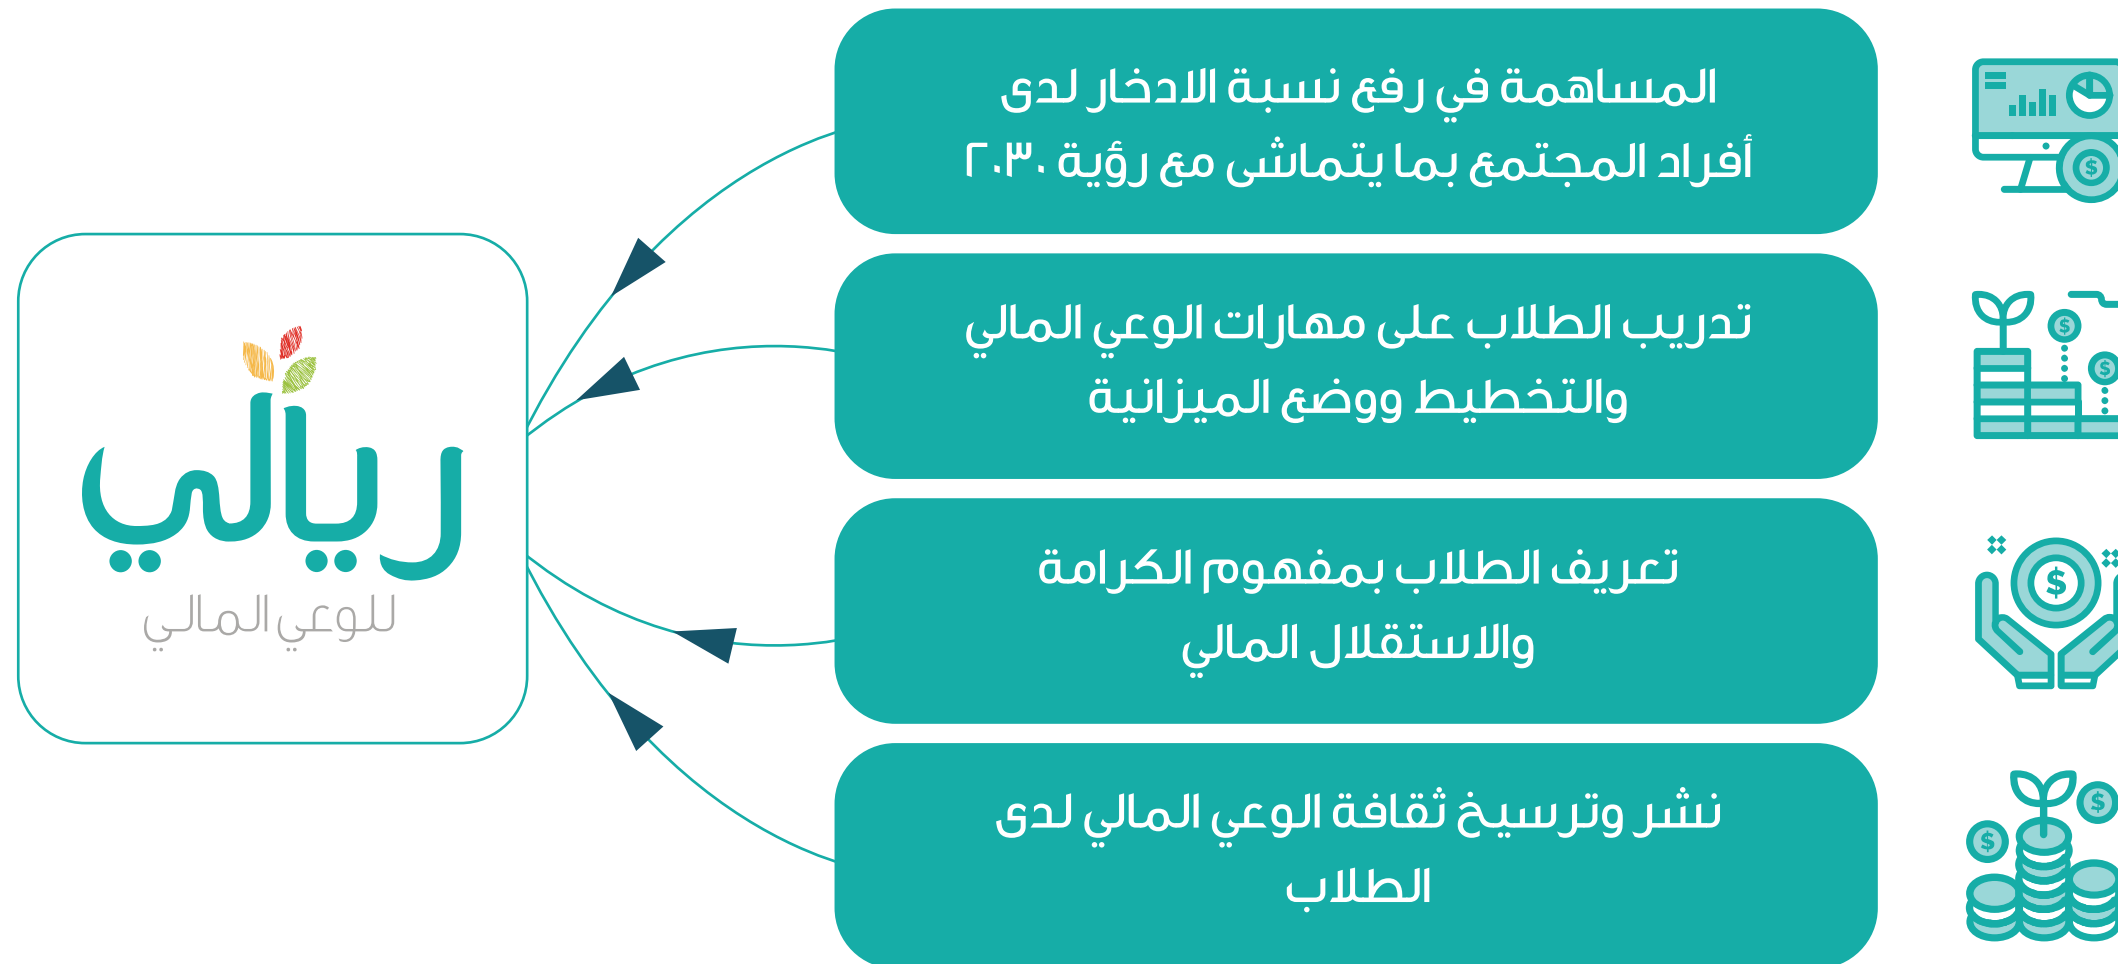 المساهمة في رفع نسبة الادخار لدى
أفراد المجتمع بما يتماشى مع رؤية ٢٠٣٠
تدريب الطلاب على مهارات الوعي المالي
والتخطيط ووضع الميزانية
تعريف الطلاب بمفهوم الكرامة
والاستقلال المالي
نشر وترسيخ ثقافة الوعي المالي لدى
الطلاب
ريالي
للوعي المالي